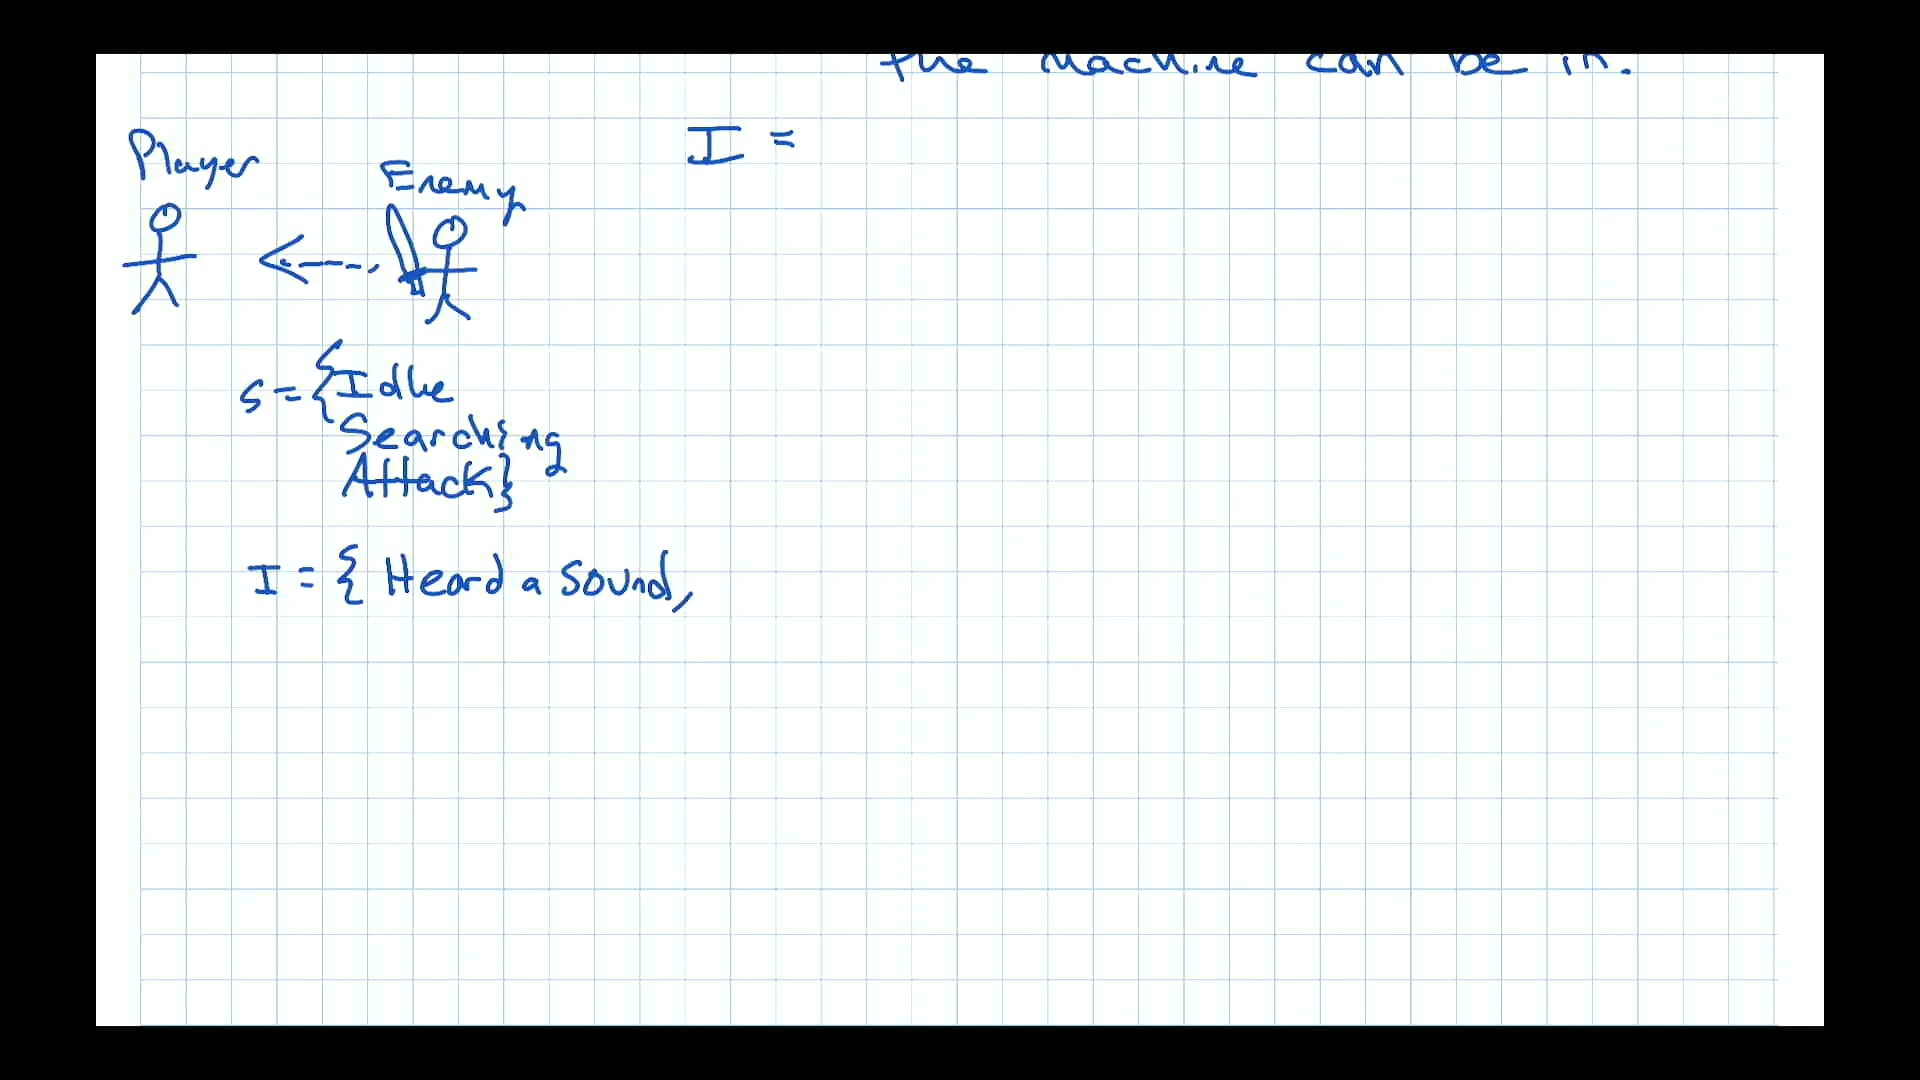 the machine can be in.
I =
Player
Enemy
S = {Idle
Searching
Attack}
I = { Heard a sound,